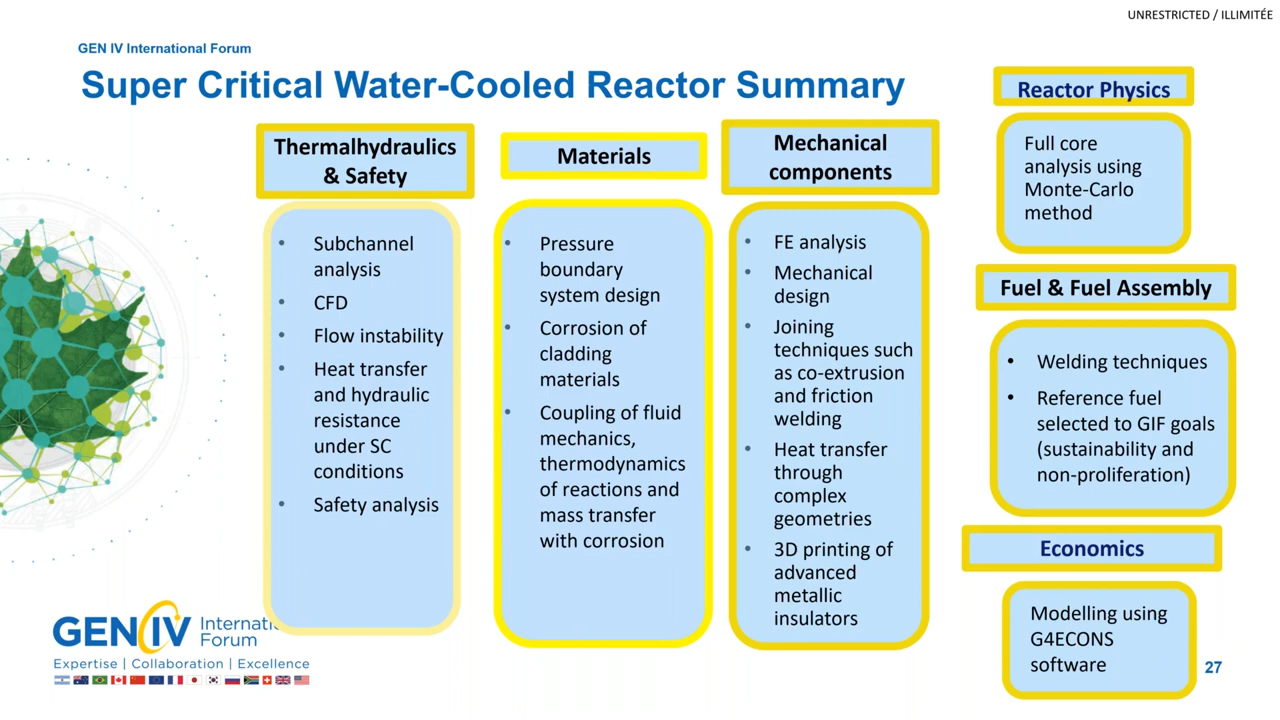 UNRESTRICTED / ILLIMITÉE
GEN IV International Forum
Super Critical Water-Cooled Reactor Summary
Thermalhydraulics
& Safety
• Subchannel
analysis
• CFD
• Flow instability
• Heat transfer
and hydraulic
resistance
under SC
conditions
• Safety analysis
Materials
• Pressure
boundary
system design
• Corrosion of
cladding
materials
• Coupling of fluid
mechanics,
thermodynamics
of reactions and
mass transfer
with corrosion
Mechanical
components
• FE analysis
• Mechanical
design
• Joining
techniques such
as co-extrusion
and friction
welding
• Heat transfer
through
complex
geometries
• 3D printing of
advanced
metallic
insulators
Reactor Physics
Full core
analysis using
Monte-Carlo
method
Fuel & Fuel Assembly
• Welding techniques
• Reference fuel
selected to GIF goals
(sustainability and
non-proliferation)
Economics
Modelling using
G4ECONS
software
GENIV
Forum
Expertise | Collaboration | Excellence
27